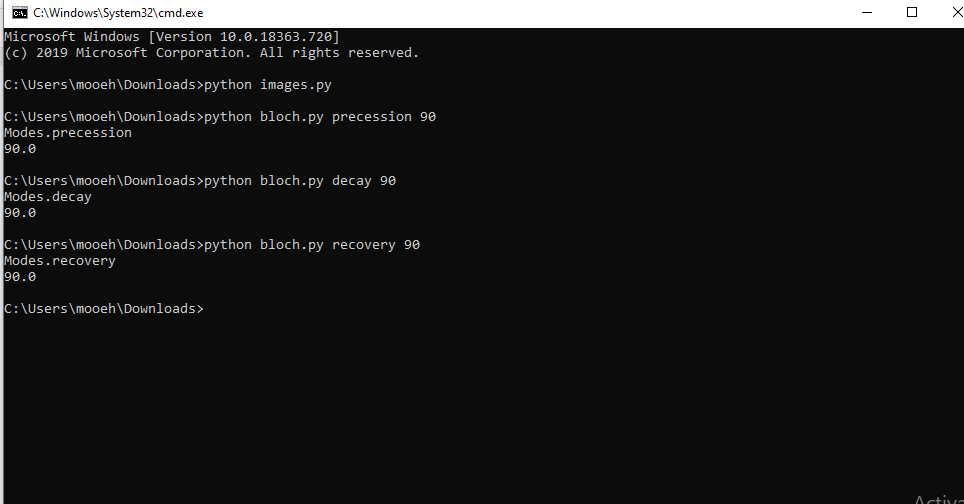 C:\Windows\System32\cmd.exe
Microsoft Windows [Version 10.0.18363.720]
(c) 2019 Microsoft Corporation. All rights reserved.
C:\Users\mooeh\Downloads>python images.py
C:\Users\mooeh\Downloads>python bloch.py precession 90
Modes.precession
90.0
C:\Users\mooeh\Downloads>python bloch.py decay 90
Modes.decay
90.0
C:\Users\mooeh\Downloads>python bloch.py recovery 90
Modes.recovery
90.0
C:\Users\mooeh\Downloads>